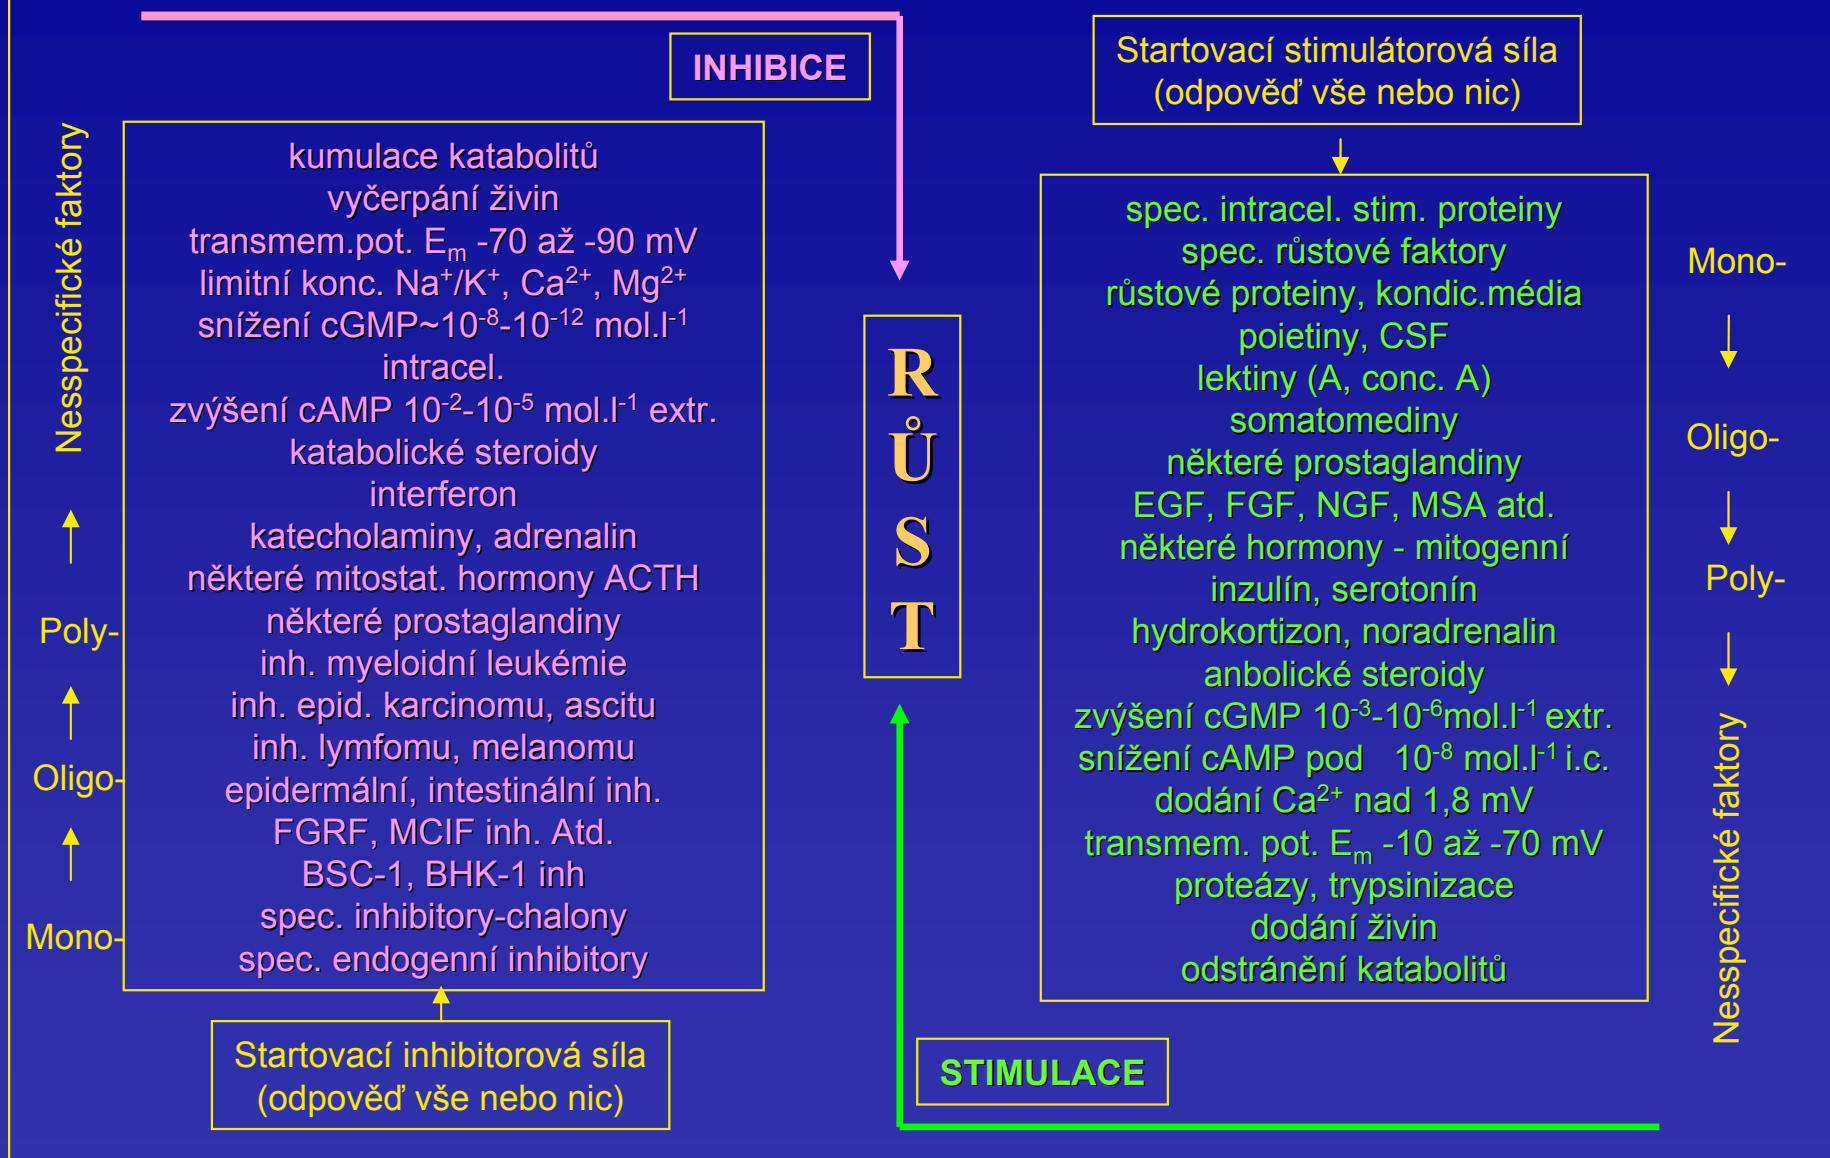 INHIBICE
Startovací stimulátorová síla
(odpověď vše nebo nic)
Nesspecifické faktory
Poly-
Oligo-
Mono-
kumulace katabolitů
vyčerpání živin
transmem.pot. Em -70 až -90 mV
limitní konc. Na+/K+, Ca2+, Mg2+
snížení cGMP~10-8-10-12 mol.l-1
intracel.
zvýšení cAMP 10-2-10-5 mol.l-1 extr.
katabolické steroidy
interferon
katecholaminy, adrenalin
některé mitostat. hormony ACTH
některé prostaglandiny
inh. myeloidní leukémie
inh. epid. karcinomu, ascitu
inh. lymfomu, melanomu
epidermální, intestinální inh.
FGRF, MCIF inh. Atd.
BSC-1, BHK-1 inh
spec. inhibitory-chalony
spec. endogenní inhibitory
Startovací inhibitorová síla
(odpověď vše nebo nic)
R
Ů
S
T
spec. intracel. stim. proteiny
spec. růstové faktory
růstové proteiny, kondic.média
poietiny, CSF
lektiny (A, conc. A)
somatomediny
některé prostaglandiny
EGF, FGF, NGF, MSA atd.
některé hormony - mitogenní
inzulín, serotonín
hydrokortizon, noradrenalin
anbolické steroidy
zvýšení cGMP 10-3-10-6mol.l-1 extr.
snížení cAMP pod 10-8 mol.l-1 i.c.
dodání Ca2+ nad 1,8 mV
transmem. pot. Em -10 až -70 mV
proteázy, trypsinizace
dodání živin
odstránění katabolitů
Mono-
Oligo-
Poly-
Nesspecifické faktory
STIMULACE